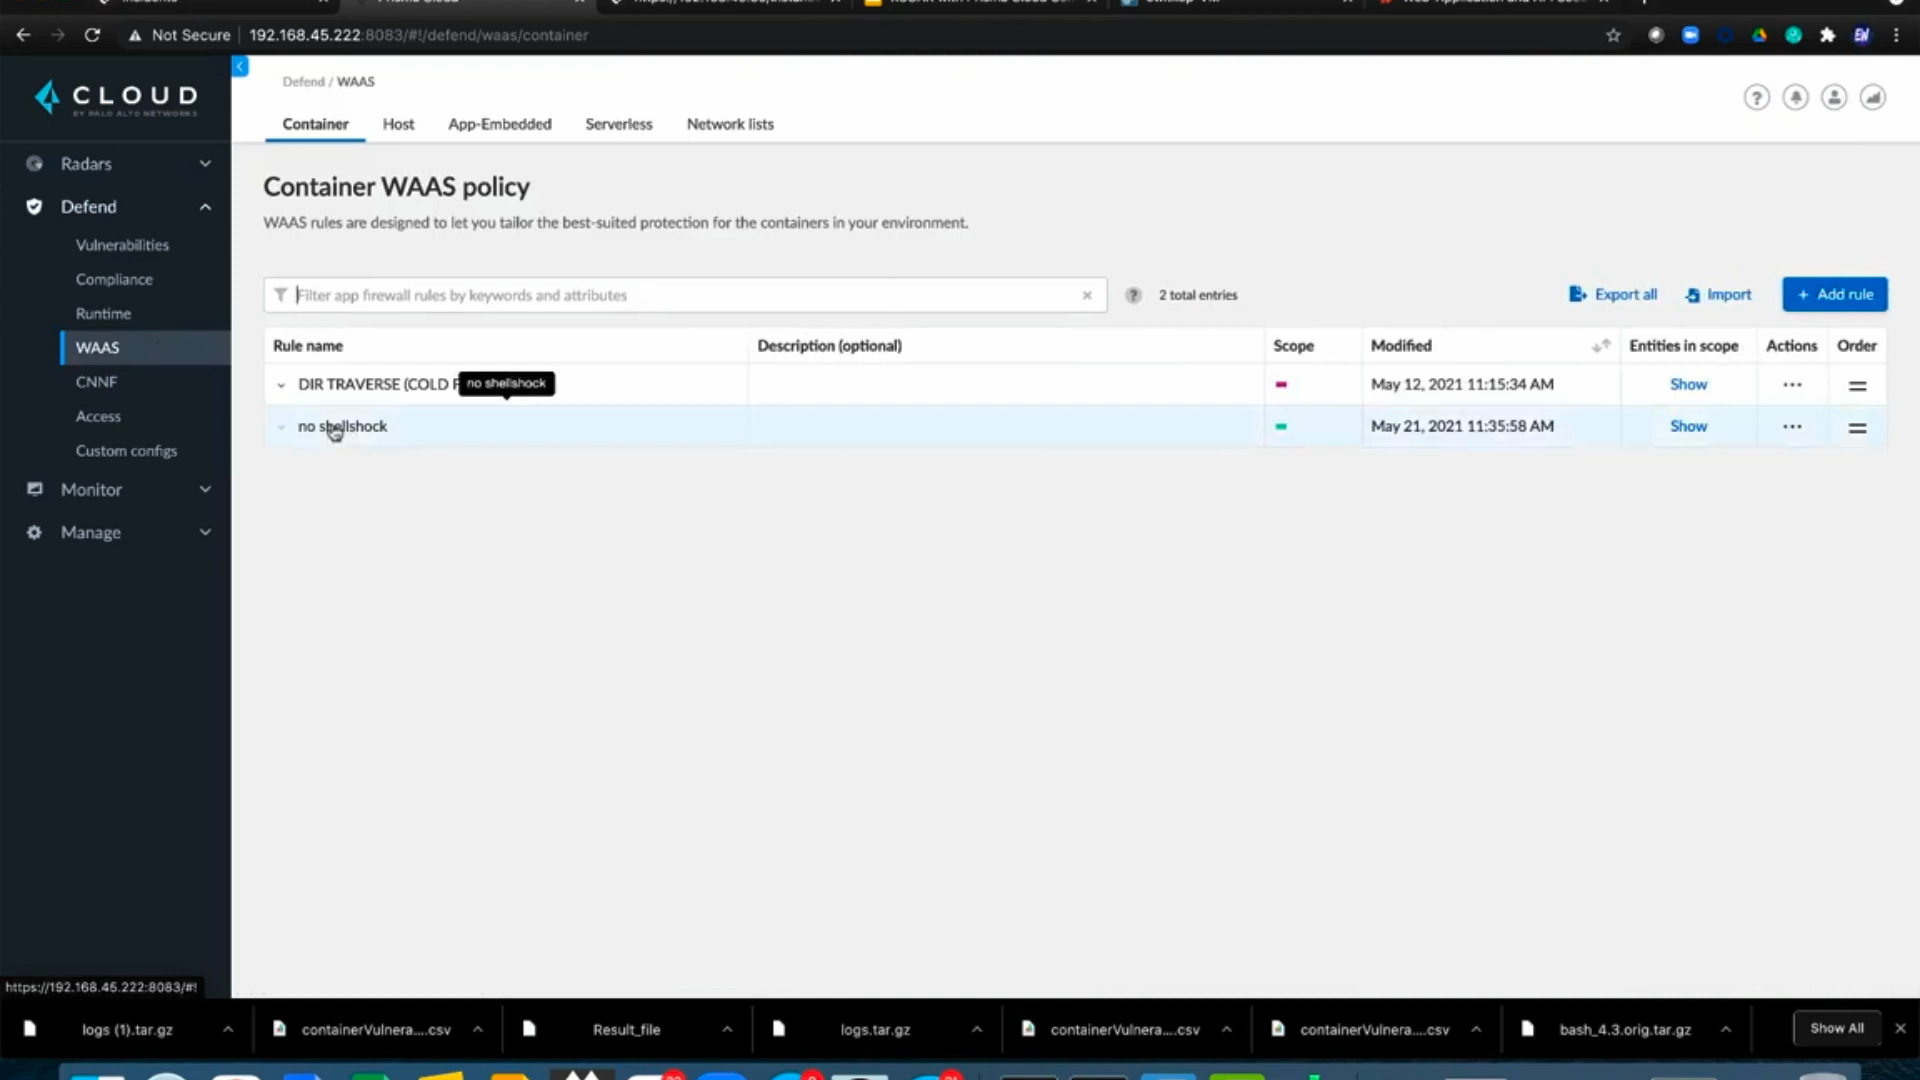 Not Secure
192.168.45.222:8083/#!/defend/waas/container
CLOUD
BY PALO ALTO NETWORKS
Radars
Defend
Vulnerabilities
Compliance
Runtime
WAAS
CNNF
Access
Custom configs
Monitor
Manage
Defend / WAAS
Container Host App-Embedded Serverless Network lists
Container WAAS policy
WAAS rules are designed to let you tailor the best-suited protection for the containers in your environment.
Filter app firewall rules by keywords and attributes
2 total entries
Export all
Import
+ Add rule
Rule name Description (optional) Scope Modified Entities in scope Actions Order
DIR TRAVERSE (COLD no shellshock May 12, 2021 11:15:34 AM Show
no shellshock May 21, 2021 11:35:58 AM Show
https://192.168.45.222:8083/#!
logs (1).tar.gz containerVulnera....csv Result_file logs.tar.gz containerVulnera....csv containerVulnera....csv bash_4.3.orig.tar.gz Show All